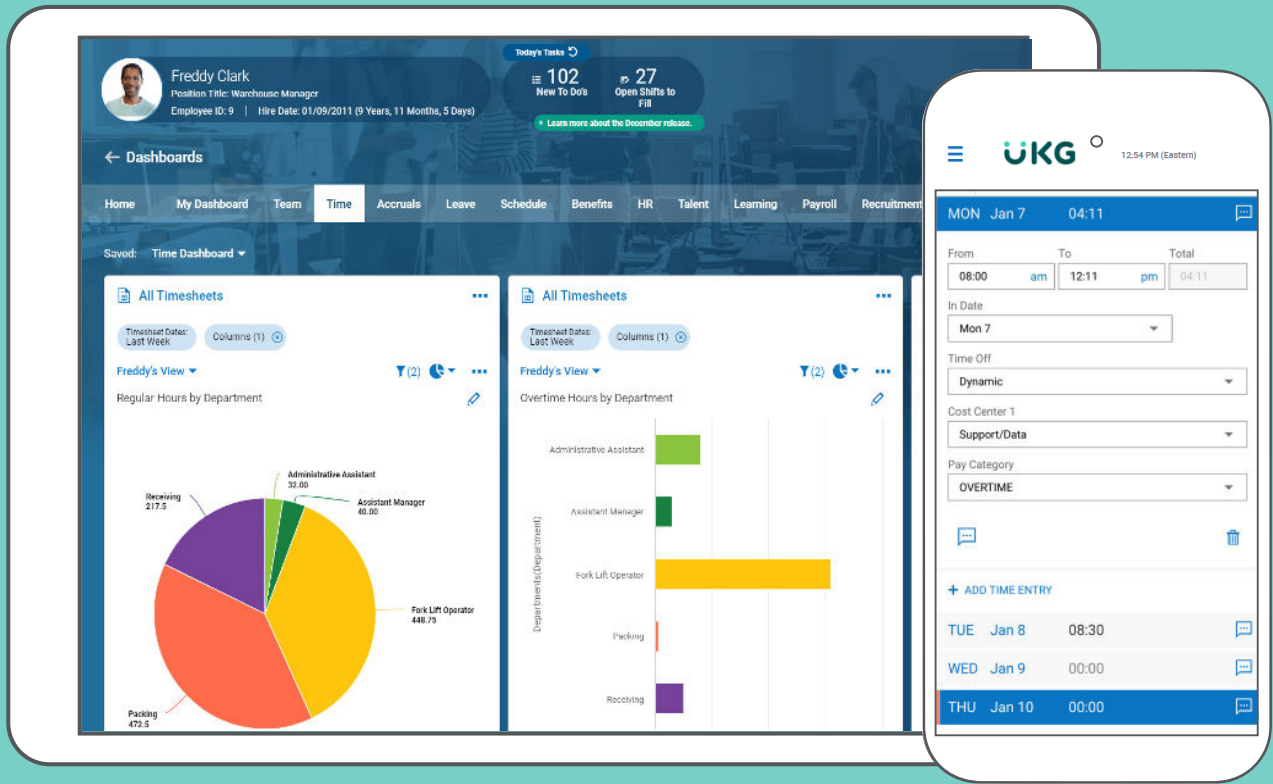 Today's Tasks
Freddy Clark
Position Title: Warehouse Manager
Employee ID: 9 | Hire Date: 01/09/2011 (9 Years, 11 Months, 5 Days)
102
New To Do's
27
Open Shifts to
Fill
Learn more about the December release.
Dashboards
Home My Dashboard Team Time Accruals Leave Schedule Benefits HR Talent Learning Payroll Recruitment
Saved: Time Dashboard
All Timesheets
Timesheet Dates:
Last Week
Columns (1)
Freddy's View
(2)
Regular Hours by Department
Administrative Assistant
32.00
Assistant Manager
40.00
Receiving
217.5
Fork Lift Operator
448.75
Packing
472.5
All Timesheets
Timesheet Dates:
Last Week
Columns (1)
Freddy's View
(2)
Overtime Hours by Department
Departments(Department)
Administrative Assistant
Assistant Manager
Fork Lift Operator
Packing
Receiving
UKG
12:54 PM (Eastern)
MON Jan 7 04:11
From To Total
08:00 am 12:11 pm 04:11
In Date
Mon 7
Time Off
Dynamic
Cost Center 1
Support/Data
Pay Category
OVERTIME
+ ADD TIME ENTRY
TUE Jan 8 08:30
WED Jan 9 00:00
THU Jan 10 00:00